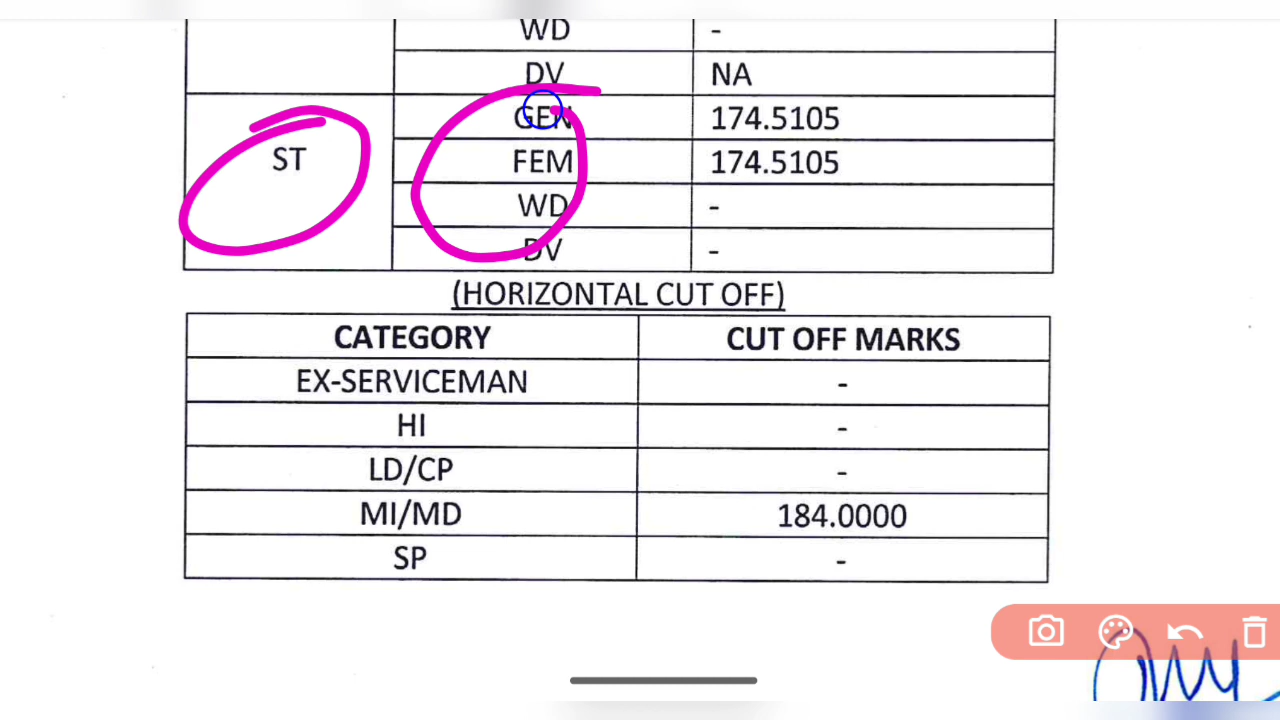 WD -
DV NA
GEN 174.5105
ST FEM 174.5105
WD -
DV -
(HORIZONTAL CUT OFF)
CATEGORY CUT OFF MARKS
EX-SERVICEMAN -
HI -
LD/CP -
MI/MD 184.0000
SP -